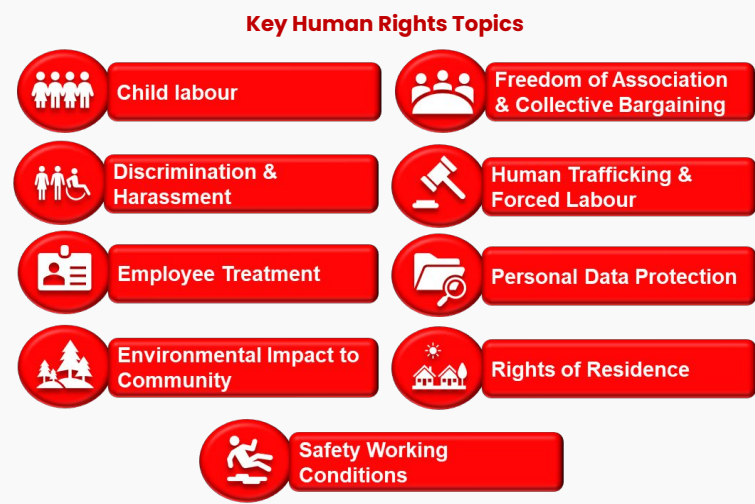 Key Human Rights Topics
Child labour
Freedom of Association
& Collective Bargaining
Discrimination &
Harassment
Human Trafficking &
Forced Labour
Employee Treatment
Personal Data Protection
Environmental Impact to
Community
Rights of Residence
Safety Working
Conditions